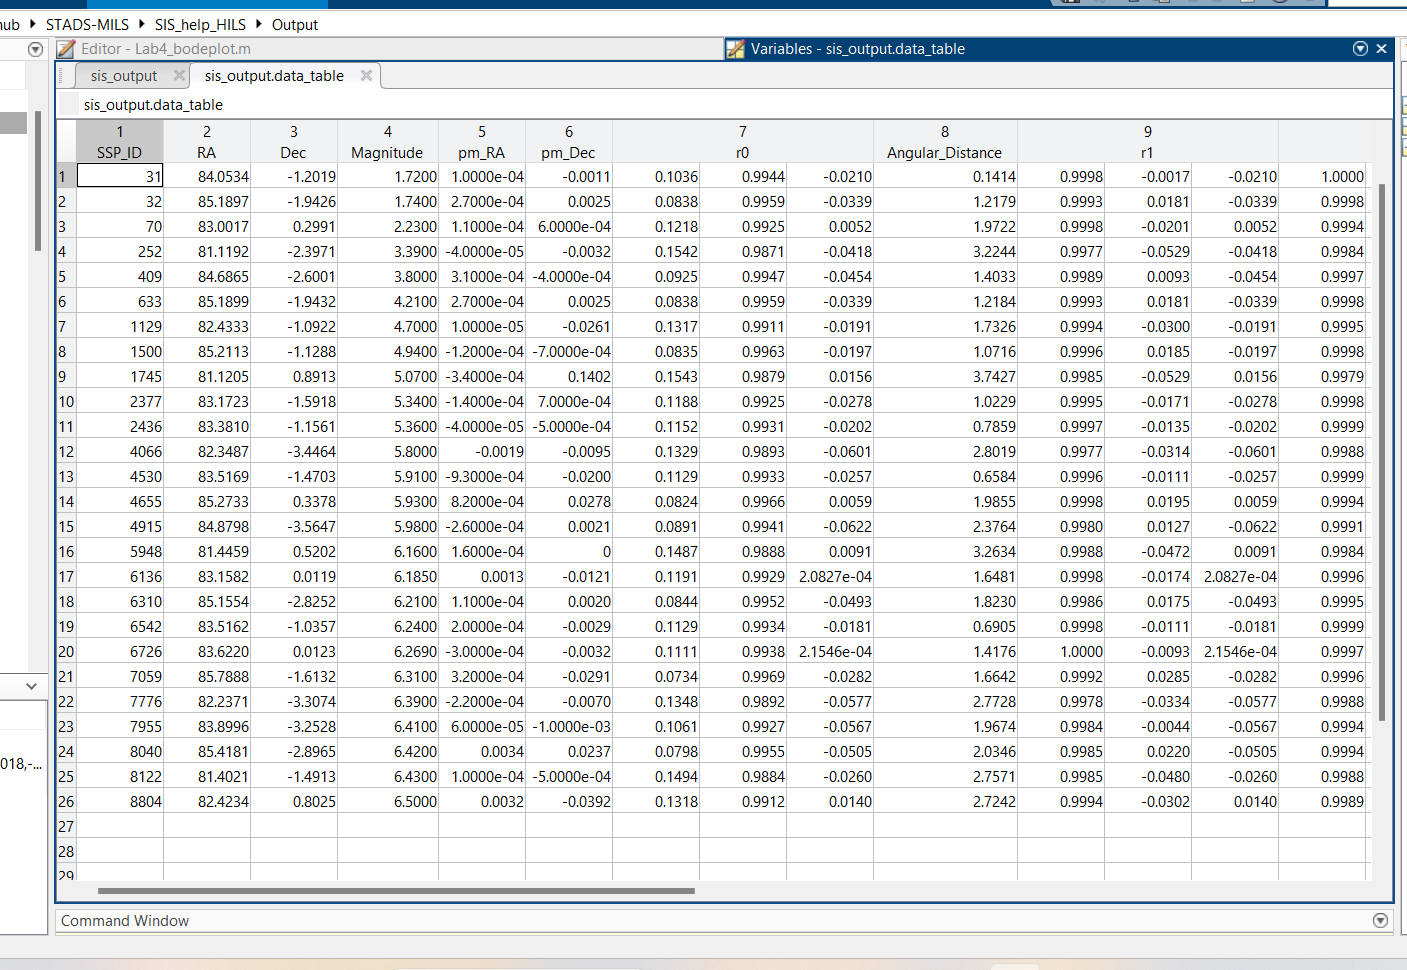 hub ▸ STADS-MILS ▸ SIS_help_HILS ▸ Output
Editor - Lab4_bodeplot.m
Variables - sis_output.data_table
sis_output sis_output.data_table
sis_output.data_table
1 2 3 4 5 6 7 8 9
SSP_ID RA Dec Magnitude pm_RA pm_Dec r0 Angular_Distance r1
1 31 84.0534 -1.2019 1.7200 1.0000e-04 -0.0011 0.1036 0.9944 -0.0210 0.1414 0.9998 -0.0017 -0.0210 1.0000
2 32 85.1897 -1.9426 1.7400 2.7000e-04 0.0025 0.0838 0.9959 -0.0339 1.2179 0.9993 0.0181 -0.0339 0.9998
3 70 83.0017 0.2991 2.2300 1.1000e-04 6.0000e-04 0.1218 0.9925 0.0052 1.9722 0.9998 -0.0201 0.0052 0.9994
4 252 81.1192 -2.3971 3.3900 -4.0000e-05 -0.0032 0.1542 0.9871 -0.0418 3.2244 0.9977 -0.0529 -0.0418 0.9984
5 409 84.6865 -2.6001 3.8000 3.1000e-04 -4.0000e-04 0.0925 0.9947 -0.0454 1.4033 0.9989 0.0093 -0.0454 0.9997
6 633 85.1899 -1.9432 4.2100 2.7000e-04 0.0025 0.0838 0.9959 -0.0339 1.2184 0.9993 0.0181 -0.0339 0.9998
7 1129 82.4333 -1.0922 4.7000 1.0000e-05 -0.0261 0.1317 0.9911 -0.0191 1.7326 0.9994 -0.0300 -0.0191 0.9995
8 1500 85.2113 -1.1288 4.9400 -1.2000e-04 -7.0000e-04 0.0835 0.9963 -0.0197 1.0716 0.9996 0.0185 -0.0197 0.9998
9 1745 81.1205 0.8913 5.0700 -3.4000e-04 0.1402 0.1543 0.9879 0.0156 3.7427 0.9985 -0.0529 0.0156 0.9979
10 2377 83.1723 -1.5918 5.3400 -1.4000e-04 7.0000e-04 0.1188 0.9925 -0.0278 1.0229 0.9995 -0.0171 -0.0278 0.9998
11 2436 83.3810 -1.1561 5.3600 -4.0000e-05 -5.0000e-04 0.1152 0.9931 -0.0202 0.7859 0.9997 -0.0135 -0.0202 0.9999
12 4066 82.3487 -3.4464 5.8000 -0.0019 -0.0095 0.1329 0.9893 -0.0601 2.8019 0.9977 -0.0314 -0.0601 0.9988
13 4530 83.5169 -1.4703 5.9100 -9.3000e-04 -0.0200 0.1129 0.9933 -0.0257 0.6584 0.9996 -0.0111 -0.0257 0.9999
14 4655 85.2733 0.3378 5.9300 8.2000e-04 0.0278 0.0824 0.9966 0.0059 1.9855 0.9998 0.0195 0.0059 0.9994
15 4915 84.8798 -3.5647 5.9800 -2.6000e-04 0.0021 0.0891 0.9941 -0.0622 2.3764 0.9980 0.0127 -0.0622 0.9991
16 5948 81.4459 0.5202 6.1600 1.6000e-04 0 0.1487 0.9888 0.0091 3.2634 0.9988 -0.0472 0.0091 0.9984
17 6136 83.1582 0.0119 6.1850 0.0013 -0.0121 0.1191 0.9929 2.0827e-04 1.6481 0.9998 -0.0174 2.0827e-04 0.9996
18 6310 85.1554 -2.8252 6.2100 1.1000e-04 0.0020 0.0844 0.9952 -0.0493 1.8230 0.9986 0.0175 -0.0493 0.9995
19 6542 83.5162 -1.0357 6.2400 2.0000e-04 -0.0029 0.1129 0.9934 -0.0181 0.6905 0.9998 -0.0111 -0.0181 0.9999
20 6726 83.6220 0.0123 6.2690 -3.0000e-04 -0.0032 0.1111 0.9938 2.1546e-04 1.4176 1.0000 -0.0093 2.1546e-04 0.9997
21 7059 85.7888 -1.6132 6.3100 3.2000e-04 -0.0291 0.0734 0.9969 -0.0282 1.6642 0.9992 0.0285 -0.0282 0.9996
22 7776 82.2371 -3.3074 6.3900 -2.2000e-04 -0.0070 0.1348 0.9892 -0.0577 2.7728 0.9978 -0.0334 -0.0577 0.9988
23 7955 83.8996 -3.2528 6.4100 6.0000e-05 -1.0000e-03 0.1061 0.9927 -0.0567 1.9674 0.9984 -0.0044 -0.0567 0.9994
24 8040 85.4181 -2.8965 6.4200 0.0034 0.0237 0.0798 0.9955 -0.0505 2.0346 0.9985 0.0220 -0.0505 0.9994
25 8122 81.4021 -1.4913 6.4300 1.0000e-04 -5.0000e-04 0.1494 0.9884 -0.0260 2.7571 0.9985 -0.0480 -0.0260 0.9988
26 8804 82.4234 0.8025 6.5000 0.0032 -0.0392 0.1318 0.9912 0.0140 2.7242 0.9994 -0.0302 0.0140 0.9989
27
28
29
018,-...
Command Window